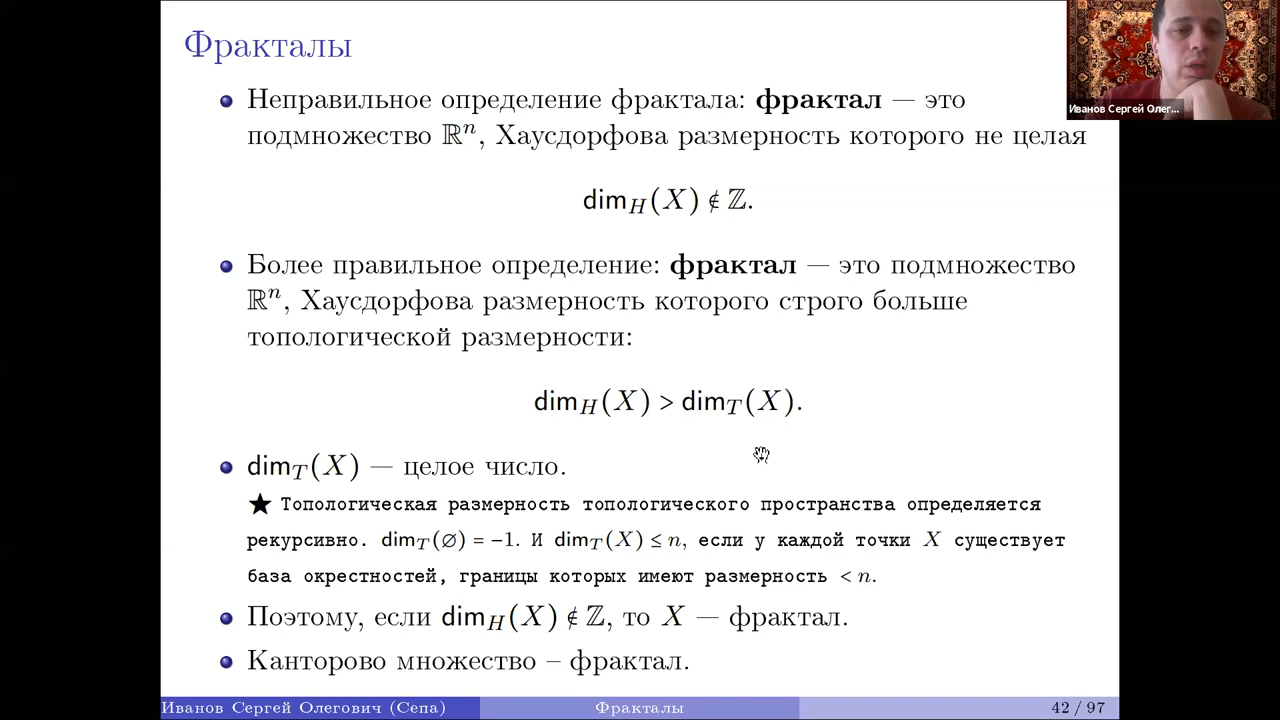 Фракталы
Неправильное определение фрактала: фрактал — это
подмножество ℝⁿ, Хаусдорфова размерность которого не целая
dim_H(X) ∉ ℤ.
Более правильное определение: фрактал — это подмножество
ℝⁿ, Хаусдорфова размерность которого строго больше
топологической размерности:
dim_H(X) > dim_T(X).
dim_T(X) — целое число.
★ Топологическая размерность топологического пространства определяется
рекурсивно. dim_T(∅) = −1. И dim_T(X) ≤ n, если у каждой точки X существует
база окрестностей, границы которых имеют размерность < n.
Поэтому, если dim_H(X) ∉ ℤ, то X — фрактал.
Канторово множество – фрактал.
Иванов Сергей Олегович (Сепа)
Фракталы
42 / 97
Иванов Сергей Олег...